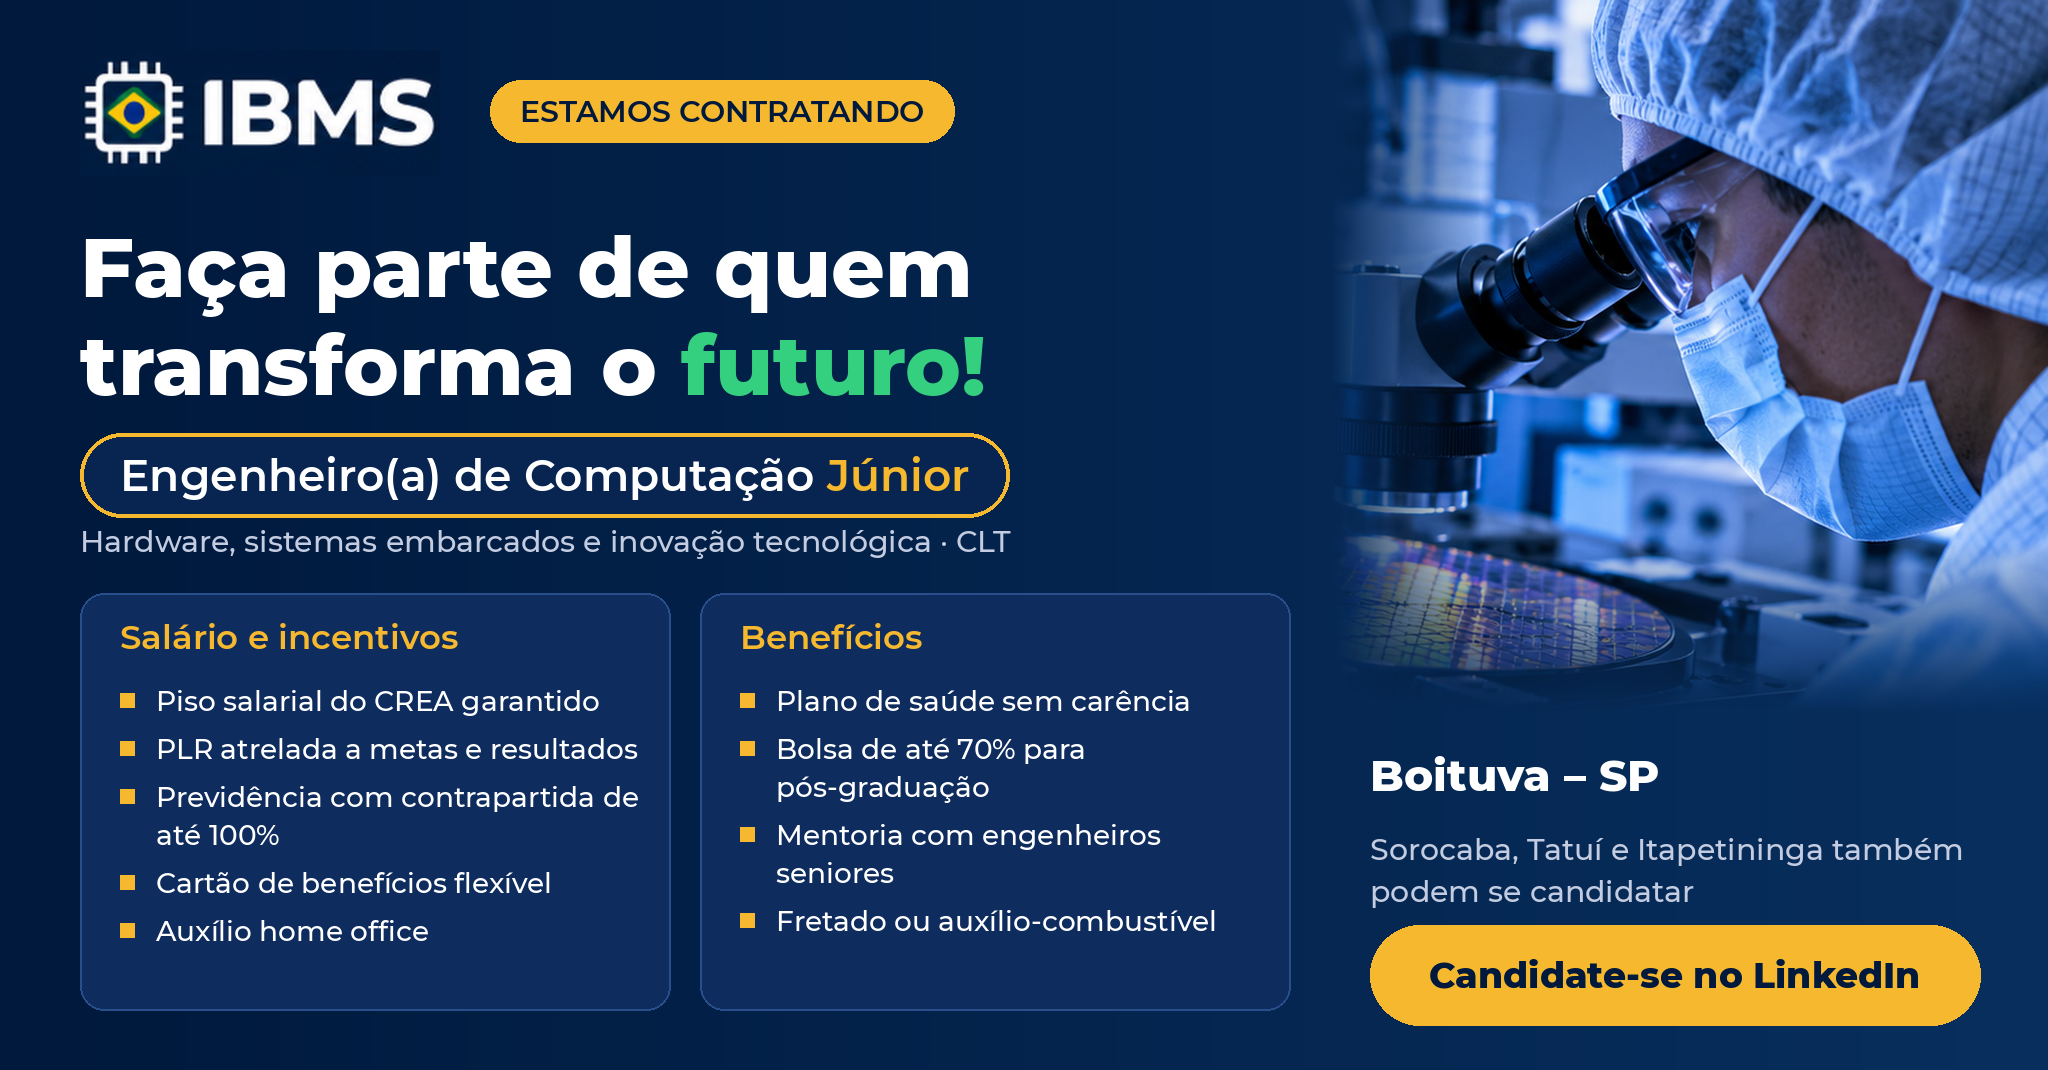 IBMS
ESTAMOS CONTRATANDO
Faça parte de quem
transforma o futuro!
Engenheiro(a) de Computação Júnior
Hardware, sistemas embarcados e inovação tecnológica · CLT
Salário e incentivos
Piso salarial do CREA garantido
PLR atrelada a metas e resultados
Previdência com contrapartida de
até 100%
Cartão de benefícios flexível
Auxílio home office
Benefícios
Plano de saúde sem carência
Bolsa de até 70% para
pós-graduação
Mentoria com engenheiros
seniores
Fretado ou auxílio-combustível
Boituva – SP
Sorocaba, Tatuí e Itapetininga também
podem se candidatar
Candidate-se no LinkedIn